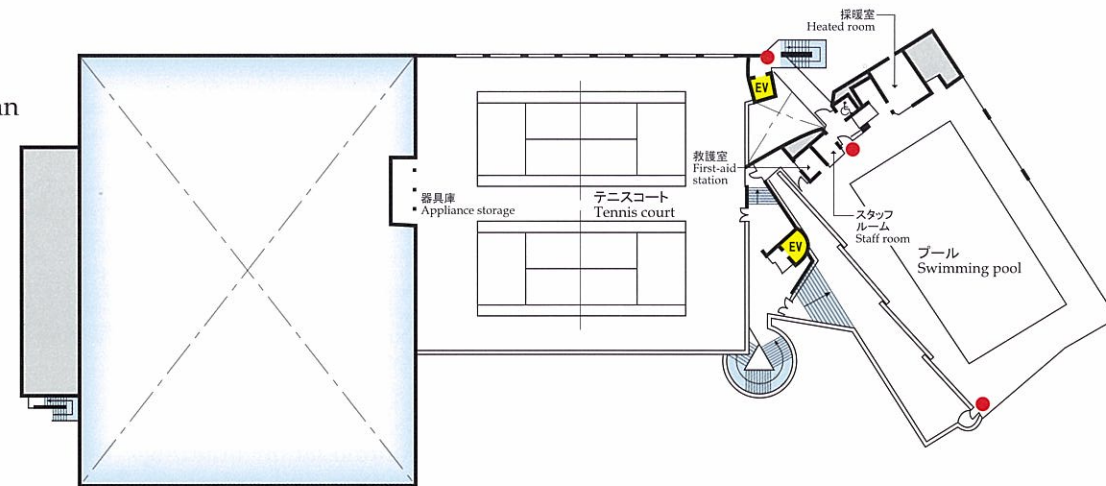 an
採暖室
Heated room
EV
救護室
First-aid
station
器具庫
Appliance storage
テニスコート
Tennis court
スタッフ
ルーム
Staff room
EV
プール
Swimming pool